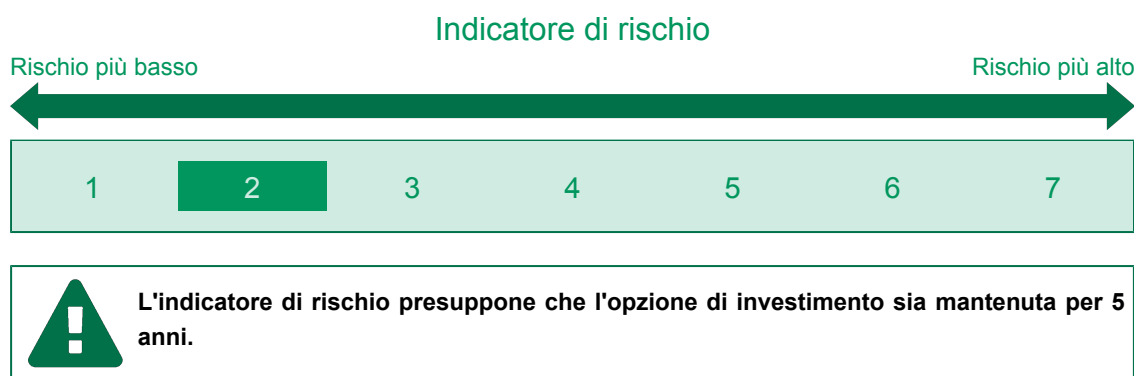 Indicatore di rischio
Rischio più basso Rischio più alto
1 2 3 4 5 6 7
L'indicatore di rischio presuppone che l'opzione di investimento sia mantenuta per 5
anni.